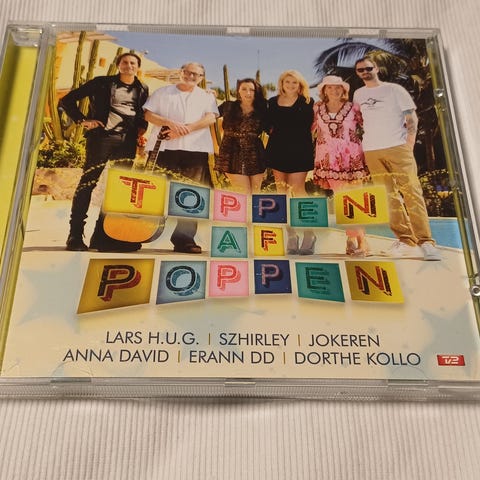 TOPPEN
AF
POPPEN
LARS H.U.G. | SZHIRLEY | JOKEREN
ANNA DAVID | ERANN DD | DORTHE KOLLO
TV2